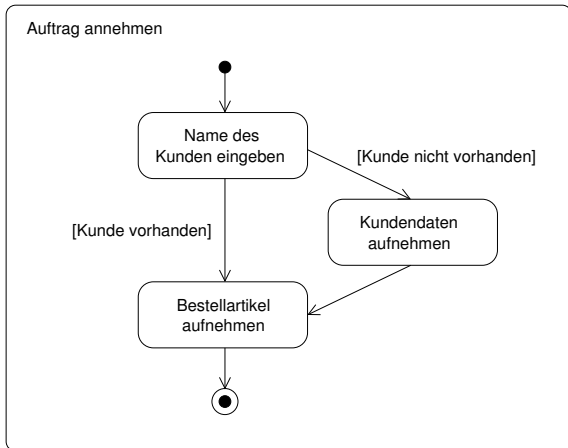 Auftrag annehmen
Name des
Kunden eingeben
[Kunde nicht vorhanden]
Kundendaten
aufnehmen
[Kunde vorhanden]
Bestellartikel
aufnehmen